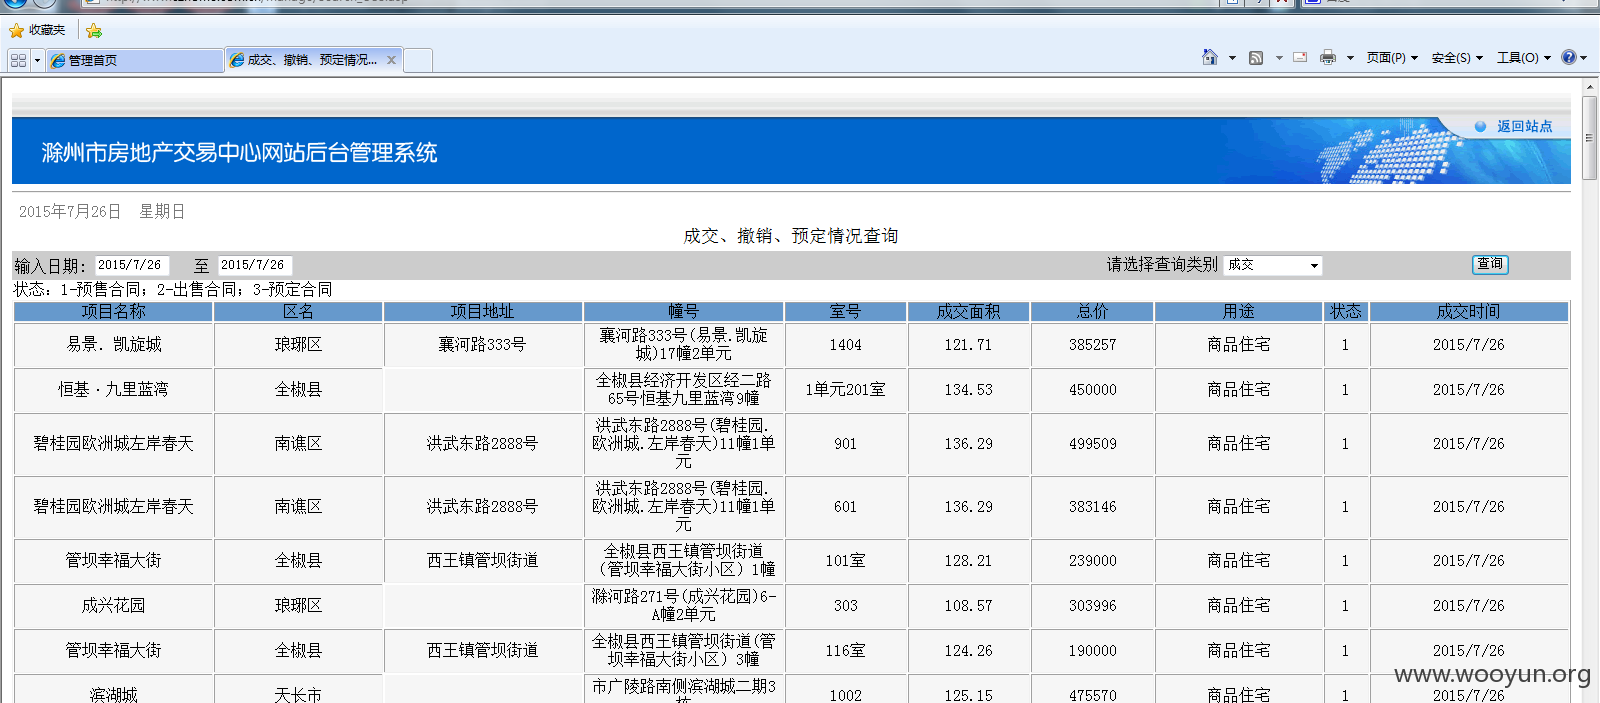 收藏夹
管理首页
成交、撤销、预定情况...
页面(P)
安全(S)
工具(O)
返回站点
滁州市房地产交易中心网站后台管理系统
2015年7月26日 星期日
成交、撤销、预定情况查询
输入日期: 2015/7/26 至 2015/7/26 请选择查询类别 成交 查询
状态: 1-预售合同; 2-出售合同; 3-预定合同
项目名称 区名 项目地址 幢号 室号 成交面积 总价 用途 状态 成交时间
易景．凯旋城 琅琊区 襄河路333号 襄河路333号(易景.凯旋
城)17幢2单元 1404 121.71 385257 商品住宅 1 2015/7/26
恒基·九里蓝湾 全椒县 全椒县经济开发区经二路
65号恒基九里蓝湾9幢 1单元201室 134.53 450000 商品住宅 1 2015/7/26
碧桂园欧洲城左岸春天 南谯区 洪武东路2888号 洪武东路2888号(碧桂园.
欧洲城.左岸春天)11幢1单
元 901 136.29 499509 商品住宅 1 2015/7/26
碧桂园欧洲城左岸春天 南谯区 洪武东路2888号 洪武东路2888号(碧桂园.
欧洲城.左岸春天)11幢1单
元 601 136.29 383146 商品住宅 1 2015/7/26
管坝幸福大街 全椒县 西王镇管坝街道 全椒县西王镇管坝街道
（管坝幸福大街小区）1幢 101室 128.21 239000 商品住宅 1 2015/7/26
成兴花园 琅琊区 滁河路271号(成兴花园)6-
A幢2单元 303 108.57 303996 商品住宅 1 2015/7/26
管坝幸福大街 全椒县 西王镇管坝街道 全椒县西王镇管坝街道(管
坝幸福大街小区）3幢 116室 124.26 190000 商品住宅 1 2015/7/26
滨湖城 天长市 市广陵路南侧滨湖城二期3
1002 125.15 475570 商品住宅 1 2015/7/26
www.wooyun.org